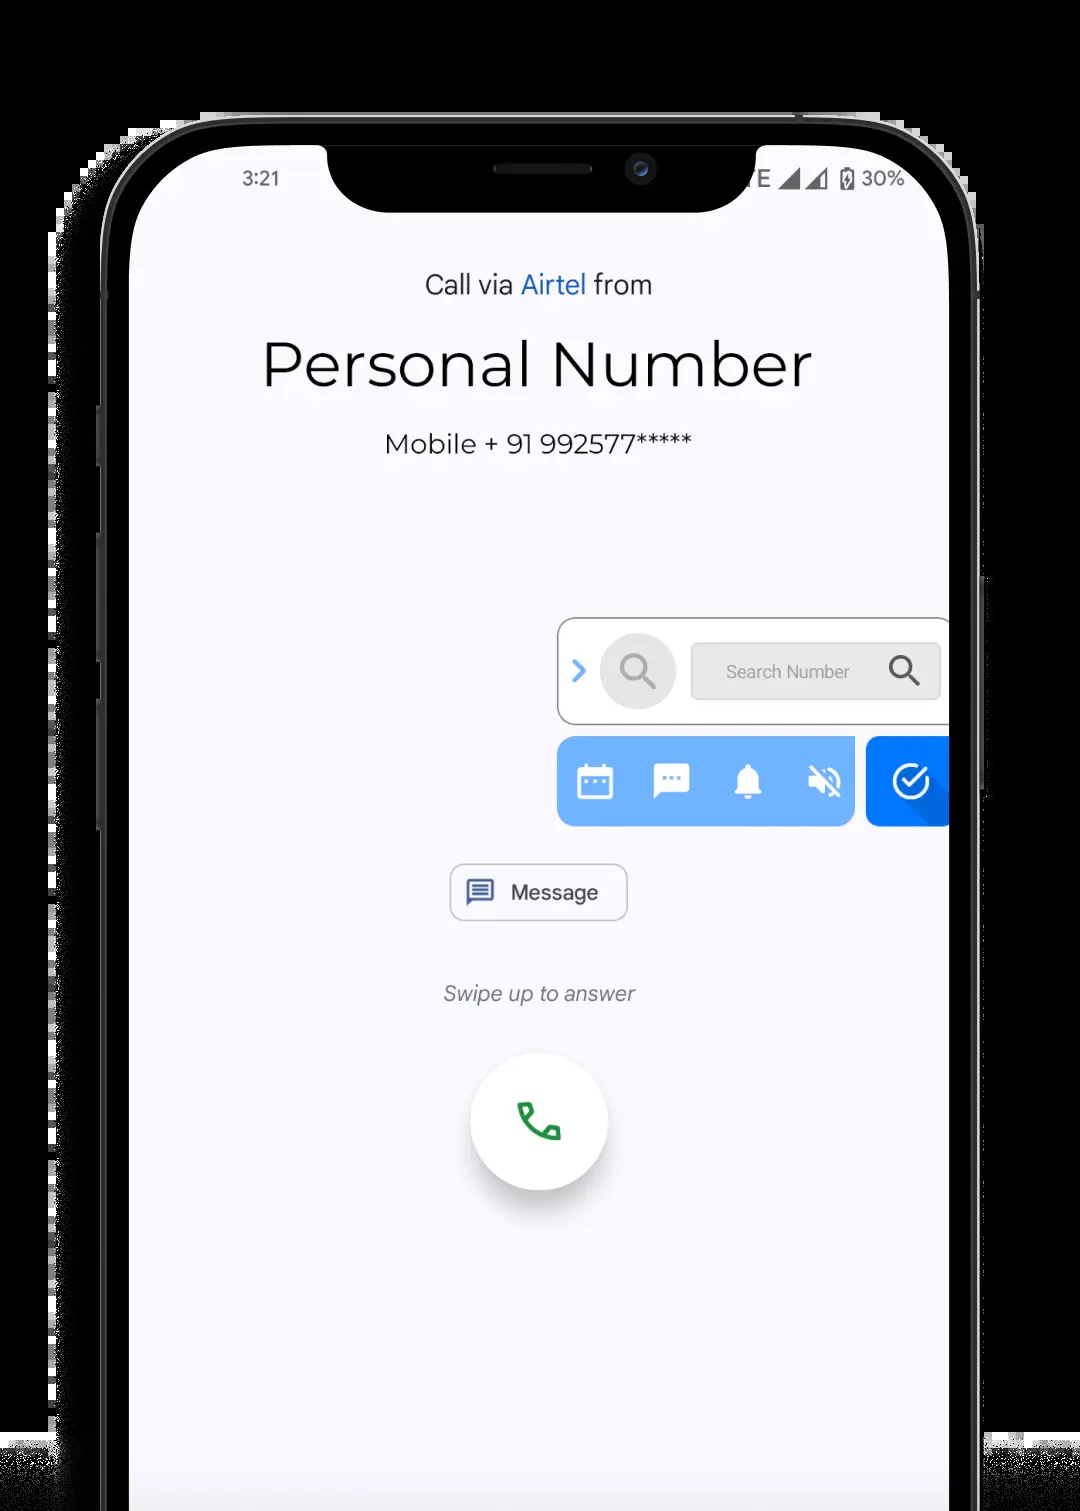 3:21
E 30%
Call via Airtel from
Personal Number
Mobile + 91 992577*****
Search Number
Message
Swipe up to answer